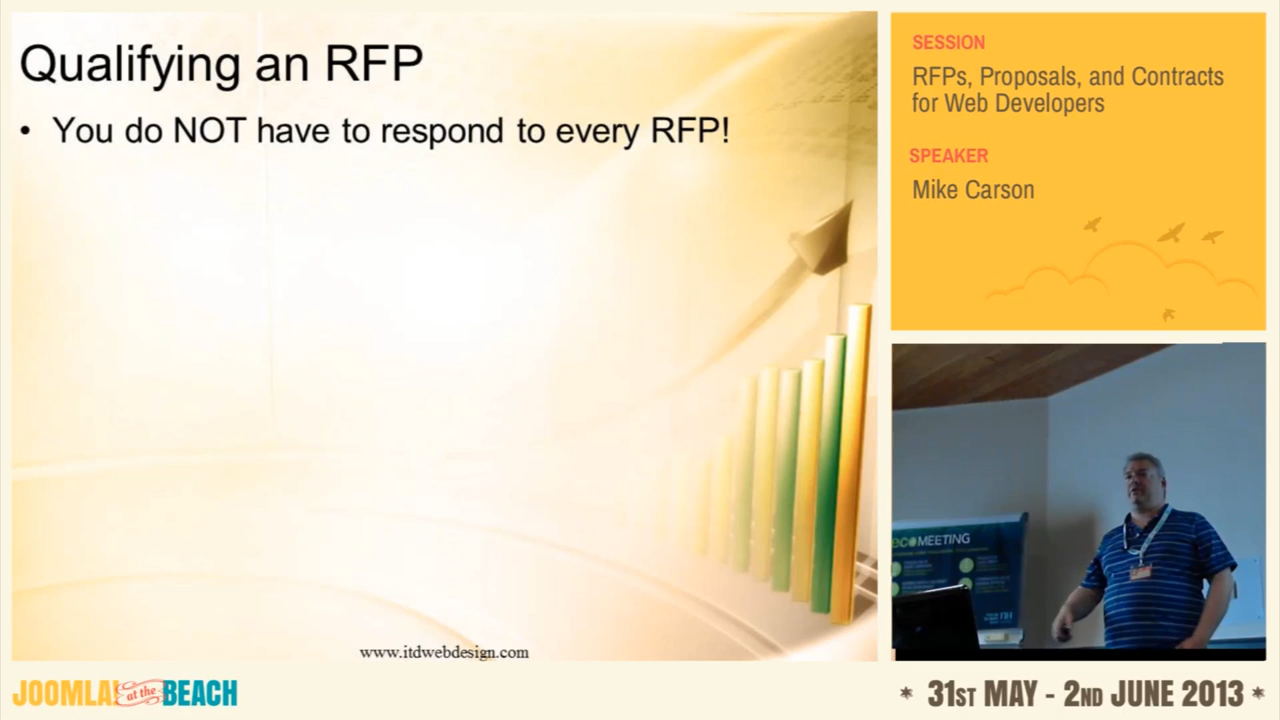 Qualifying an RFP
• You do NOT have to respond to every RFP!
www.itdwebdesign.com
SESSION
RFPs, Proposals, and Contracts
for Web Developers
SPEAKER
Mike Carson
ecoMEETING
JOOMLA! at the BEACH
* 31ST MAY - 2ND JUNE 2013 *